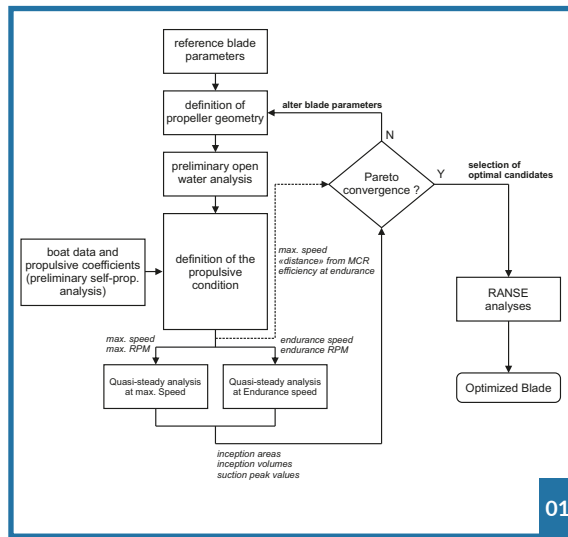 reference blade
parameters
definition of
propeller geometry
alter blade parameters
N
preliminary open
water analysis
Pareto
convergence ?
Y
selection of
optimal candidates
boat data and
propulsive coefficients
(preliminary self-prop.
analysis)
definition of the
propulsive
condition
max. speed
«distance» from MCR
efficiency at endurance
RANSE
analyses
max. speed
max. RPM
endurance speed
endurance RPM
Quasi-steady analysis
at max. Speed
Quasi-steady analysis
at Endurance speed
Optimized Blade
inception areas
inception volumes
suction peak values
01